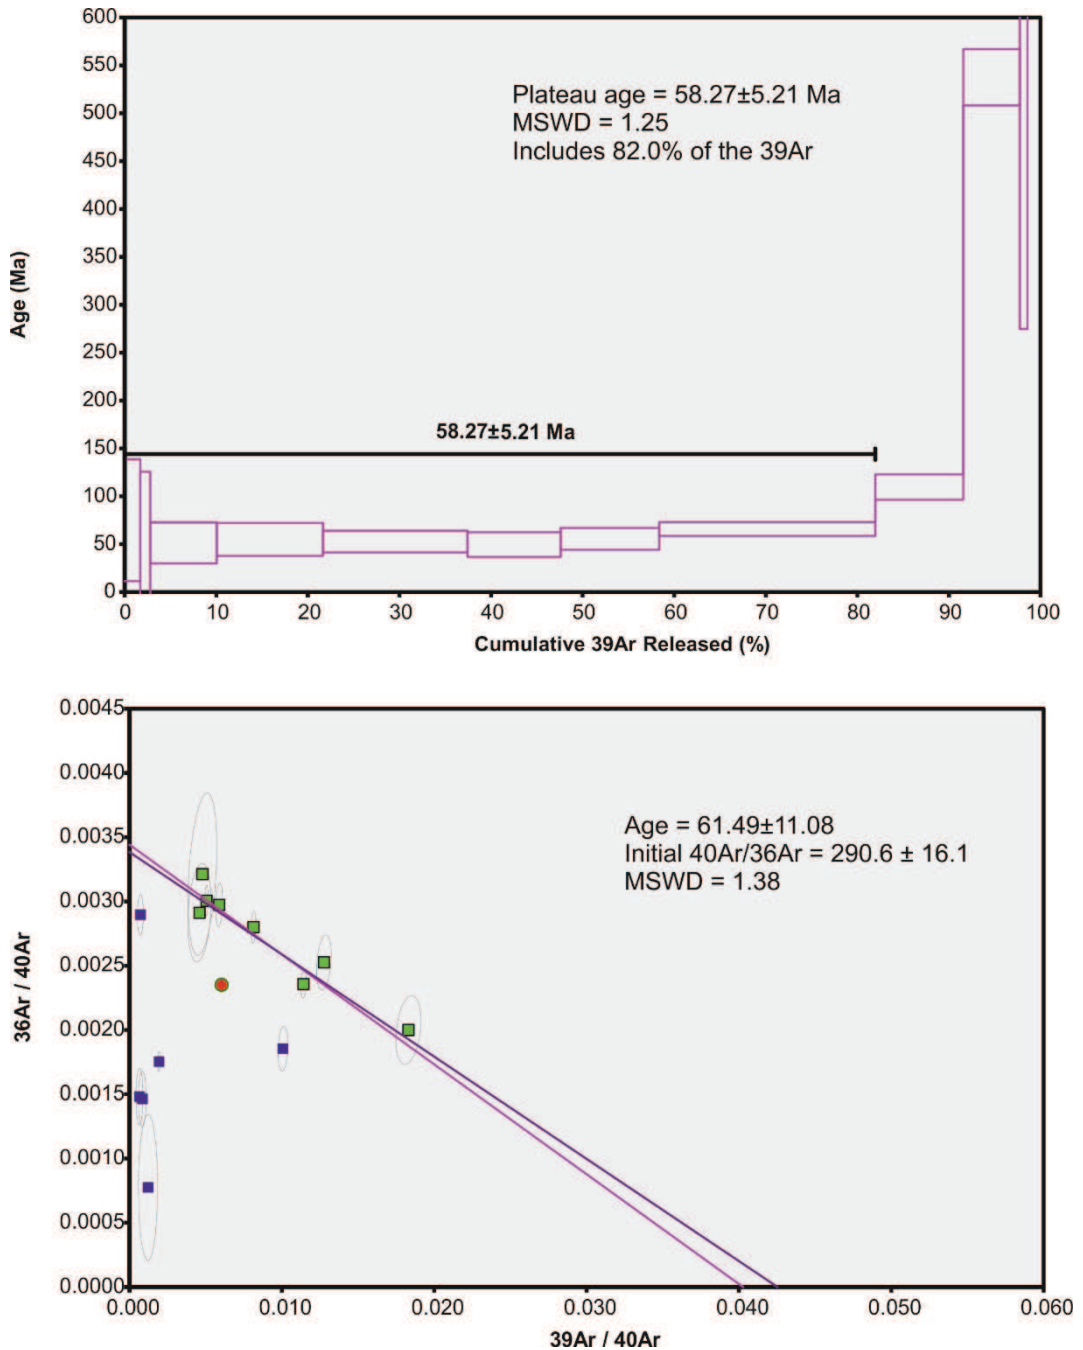 600
550
500
450
400
350
300
250
200
150
100
50
0
Age (Ma)
Plateau age = 58.27±5.21 Ma
MSWD = 1.25
Includes 82.0% of the 39Ar
58.27±5.21 Ma
0 10 20 30 40 50 60 70 80 90 100
Cumulative 39Ar Released (%)
0.0045
0.0040
0.0035
0.0030
0.0025
0.0020
0.0015
0.0010
0.0005
0.0000
36Ar / 40Ar
Age = 61.49±11.08
Initial 40Ar/36Ar = 290.6 ± 16.1
MSWD = 1.38
0.000 0.010 0.020 0.030 0.040 0.050 0.060
39Ar / 40Ar